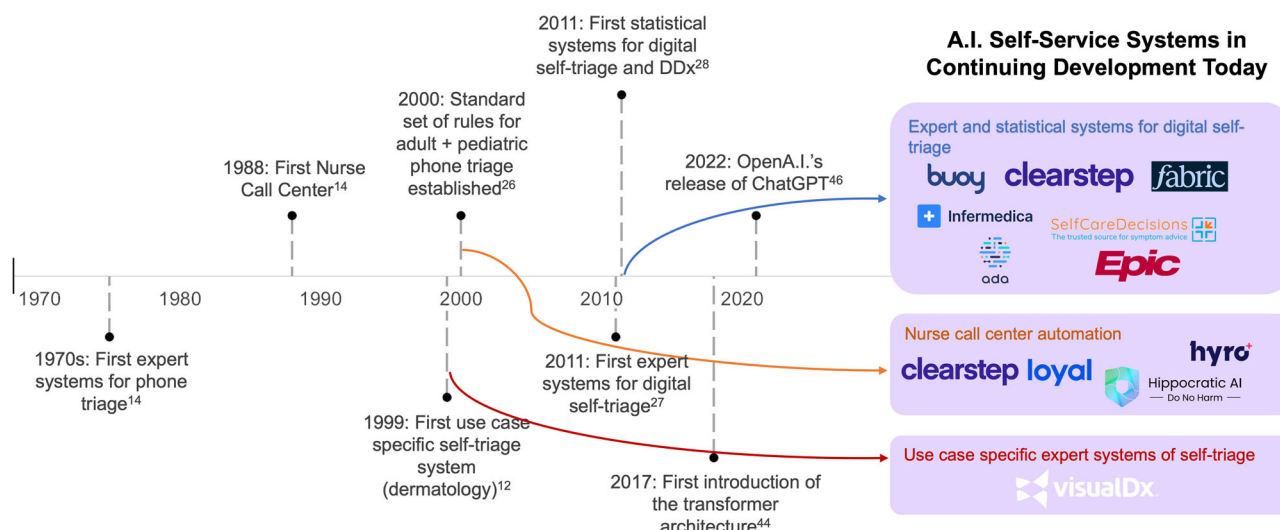 2011: First statistical
systems for digital
self-triage and DDx28
A.I. Self-Service Systems in
Continuing Development Today
2000: Standard
set of rules for
adult + pediatric
phone triage
established26
1988: First Nurse
Call Center14
2022: OpenA.I.'s
release of ChatGPT46
Expert and statistical systems for digital self-
triage
buoy clearstep fabric
Infermedica
SelfCareDecisions
The trusted source for symptom advice
ada
Epic
1970 1980 1990 2000 2010 2020
1970s: First expert
systems for phone
triage14
1999: First use case
specific self-triage
system
(dermatology)12
2011: First expert
systems for digital
self-triage27
2017: First introduction of
the transformer
architecture44
Nurse call center automation
clearstep loyal hyro
Hippocratic AI
Do No Harm
Use case specific expert systems of self-triage
visualDx